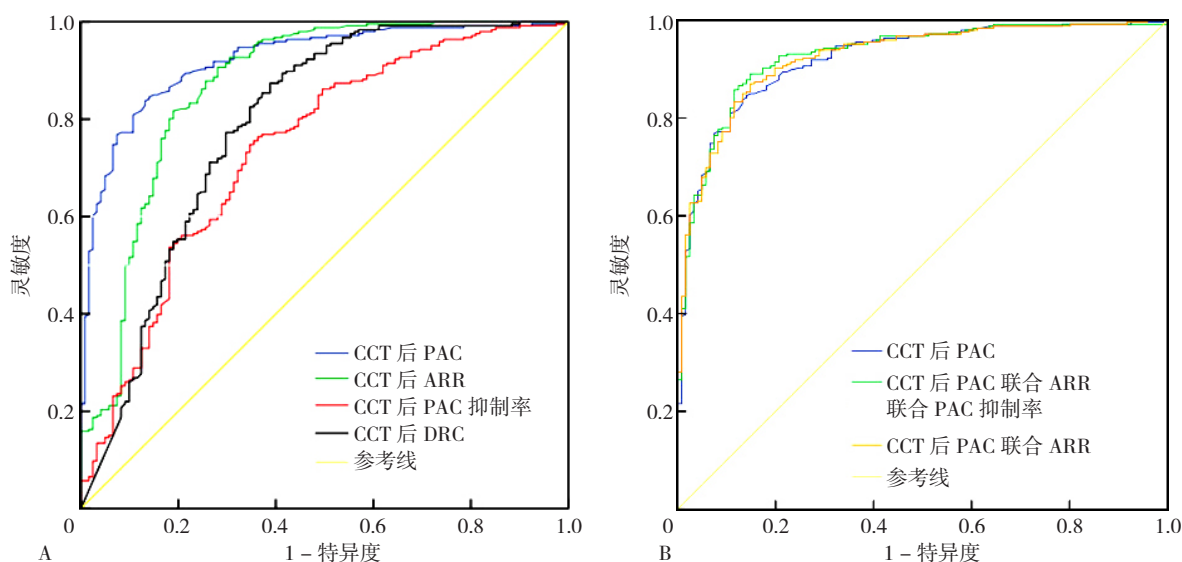 1.0
0.8
0.6
0.4
0.2
灵敏度
CCT 后 PAC
CCT 后 ARR
CCT 后 PAC 抑制率
CCT 后 DRC
参考线
0 0.2 0.4 0.6 0.8 1.0
A 1 – 特异度
1.0
0.8
0.6
0.4
0.2
灵敏度
CCT 后 PAC
CCT 后 PAC 联合 ARR
联合 PAC 抑制率
CCT 后 PAC 联合 ARR
参考线
0 0.2 0.4 0.6 0.8 1.0
B 1 – 特异度